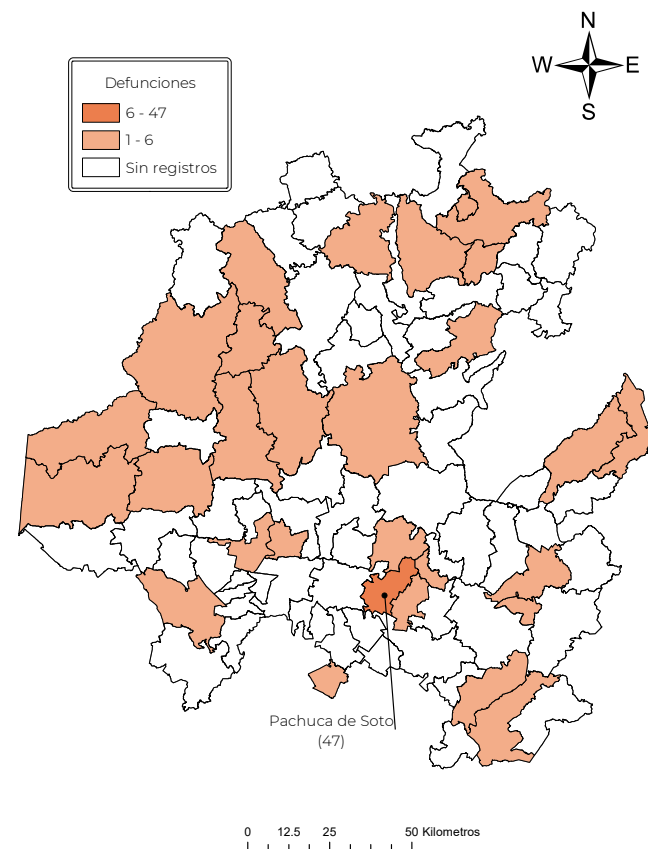 N
W E
S
Defunciones
6 - 47
1 - 6
Sin registros
Pachuca de Soto
(47)
0 12.5 25 50 Kilometros